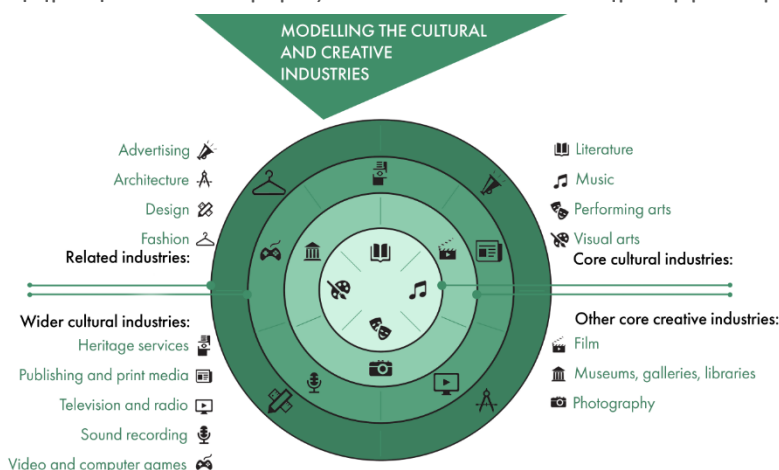 MODELLING THE CULTURAL
AND CREATIVE
INDUSTRIES
Advertising
Architecture
Design
Fashion
Related industries:
Literature
Music
Performing arts
Visual arts
Core cultural industries:
Wider cultural industries:
Heritage services
Publishing and print media
Television and radio
Sound recording
Video and computer games
Other core creative industries:
Film
Museums, galleries, libraries
Photography